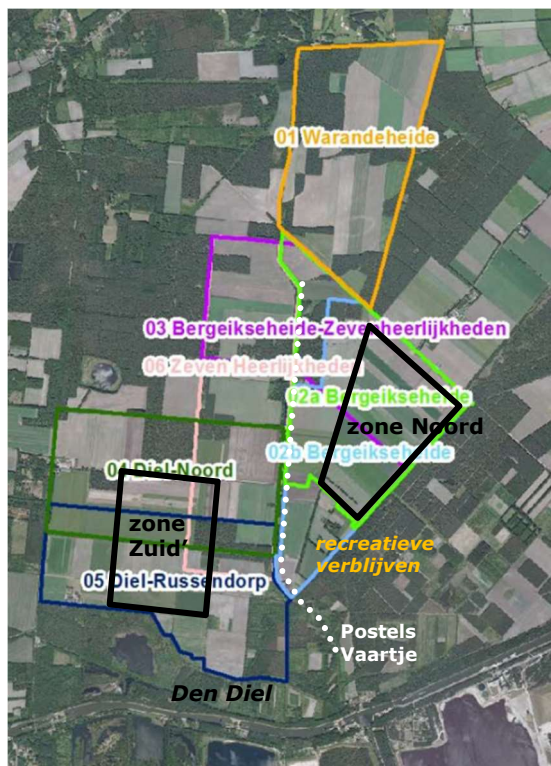 01 Warandeheide
03 Bergeikseheide-Zevenheerlijkheden
06 Zeven Heerlijkheden
02a Bergeikseheide
zone Noord
02b Bergeikseheide
04 Diel-Noord
zone
Zuid’
recreatieve
verblijven
05 Diel-Russendorp
Postels
Vaartje
Den Diel